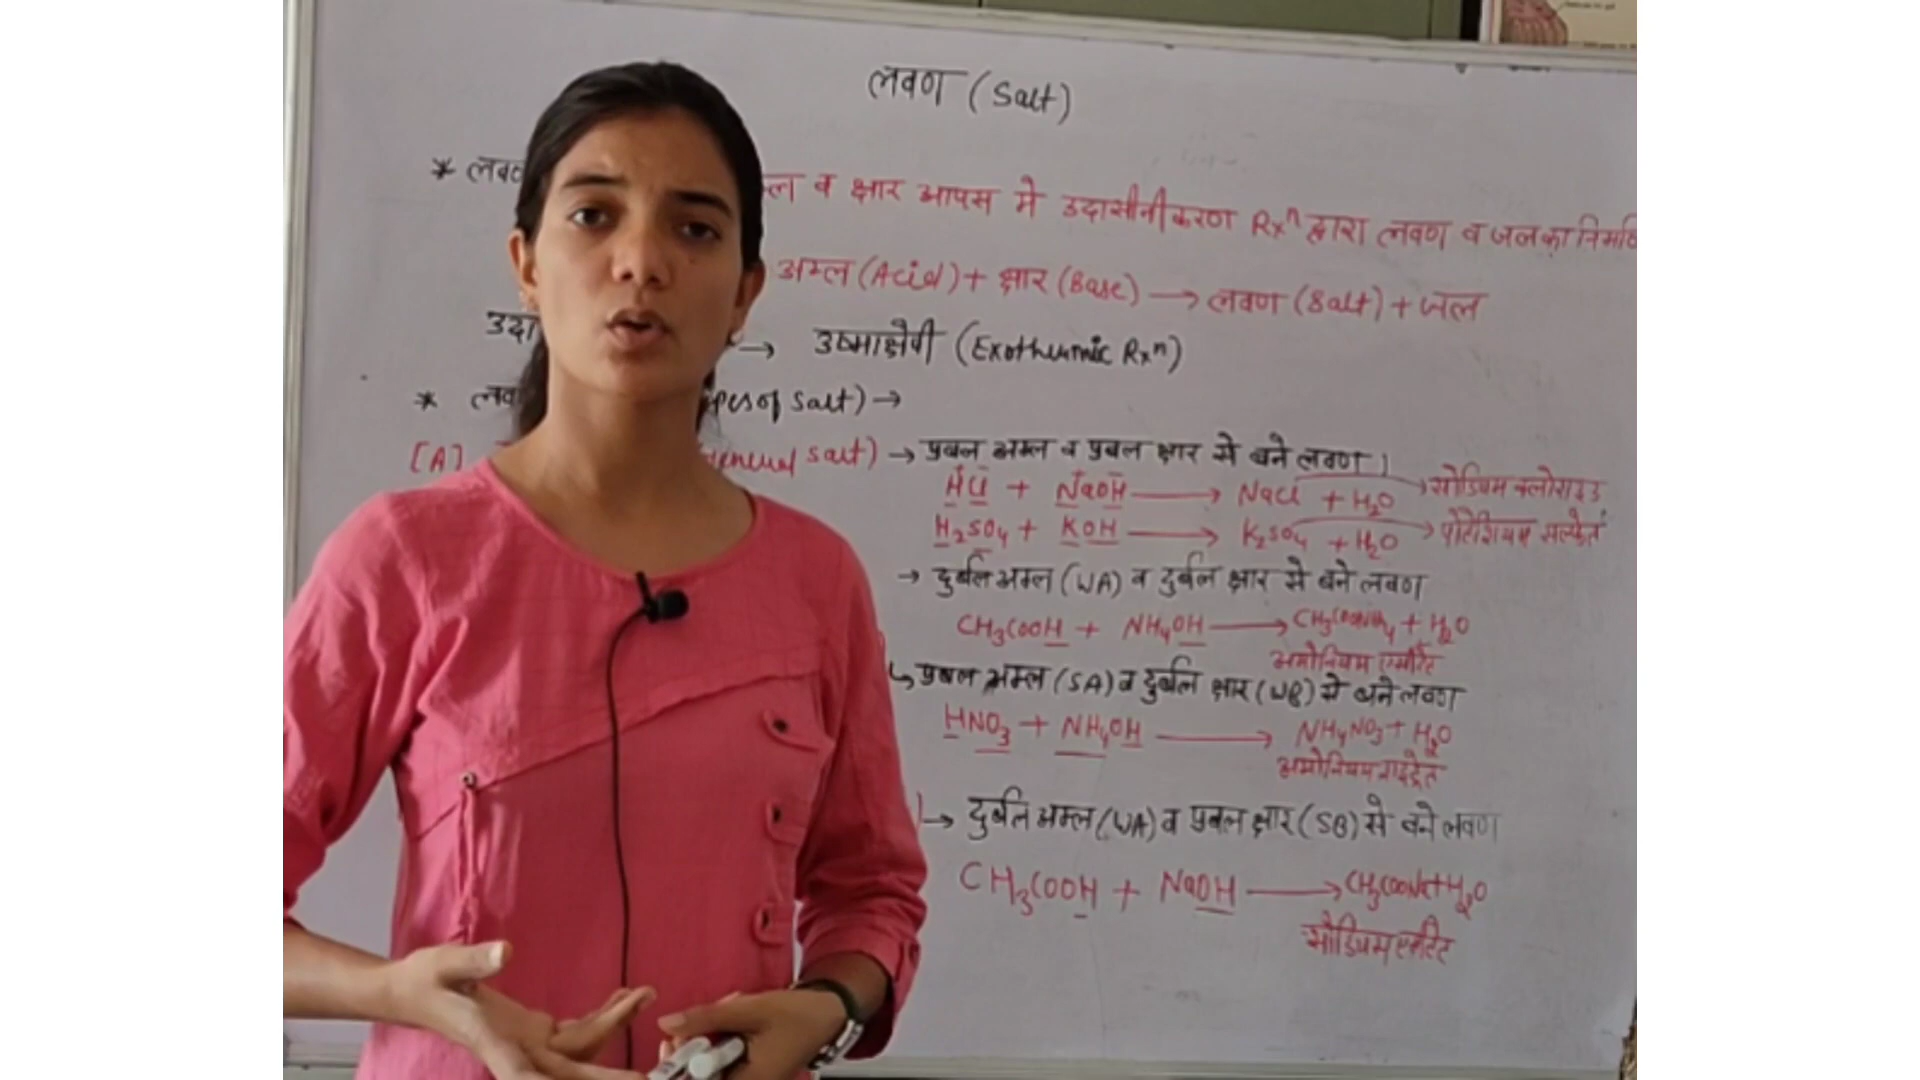 लवण (Salt)
* लवण ल व क्षार आपस मे उदासीनीकरण Rxⁿ द्वारा लवण व जल का निर्माण
अम्ल (Acid) + क्षार (Base) → लवण (Salt) + जल
उदा → उष्माक्षेपी (Exothermic Rxⁿ)
* लव pes of Salt) →
[A] general salt) → प्रबल अम्ल व प्रबल क्षार से बने लवण।
HCl + NaOH → NaCl + H₂O → सोडियम क्लोराइड
H₂SO₄ + KOH → K₂SO₄ + H₂O → पोटेशियम सल्फेट
→ दुर्बल अम्ल (WA) व दुर्बल क्षार से बने लवण
CH₃COOH + NH₄OH → CH₃COONH₄ + H₂O
अमोनियम एसीटेट
↳ प्रबल अम्ल (SA) व दुर्बल क्षार (WB) से बने लवण
HNO₃ + NH₄OH → NH₄NO₃ + H₂O
अमोनियम नाइट्रेट
) → दुर्बल अम्ल (WA) व प्रबल क्षार (SB) से बने लवण
CH₃COOH + NaOH → CH₃COONa + H₂O
सोडियम एसीटेट